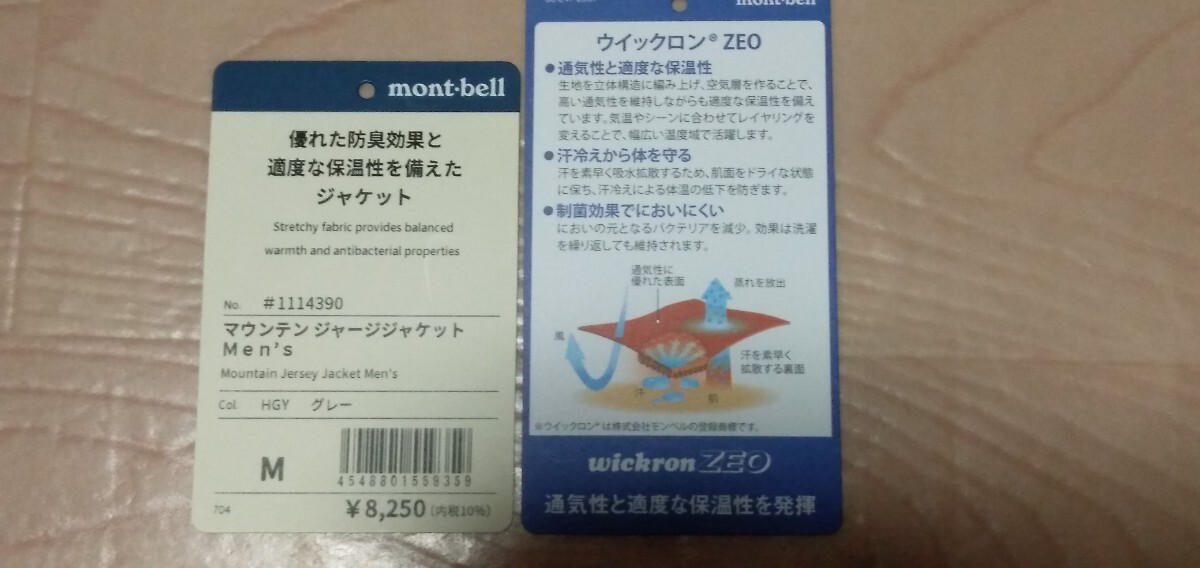 mont-bell
優れた防臭効果と
適度な保温性を備えた
ジャケット
Stretchy fabric provides balanced
warmth and antibacterial properties
No. #1114390
マウンテン ジャージジャケット
Men's
Mountain Jersey Jacket Men's
Col. HGY グレー
M
4548801559359
704
¥8,250(内税10%)
mont-bell
ウイックロン® ZEO
●通気性と適度な保温性
生地を立体構造に編み上げ、空気層を作ることで、
高い通気性を維持しながらも適度な保温性を備え
ています。気温やシーンに合わせてレイヤリングを
変えることで、幅広い温度域で活躍します。
●汗冷えから体を守る
汗を素早く吸水拡散するため、肌面をドライな状態
に保ち、汗冷えによる体温の低下を防ぎます。
●制菌効果でにおいにくい
においの元となるバクテリアを減少。効果は洗濯
を繰り返しても維持されます。
通気性に
優れた表面
蒸れを放出
風
汗を素早く
拡散する裏面
汗
肌
※ウイックロン®は株式会社モンベルの登録商標です。
wickron ZEO
通気性と適度な保温性を発揮